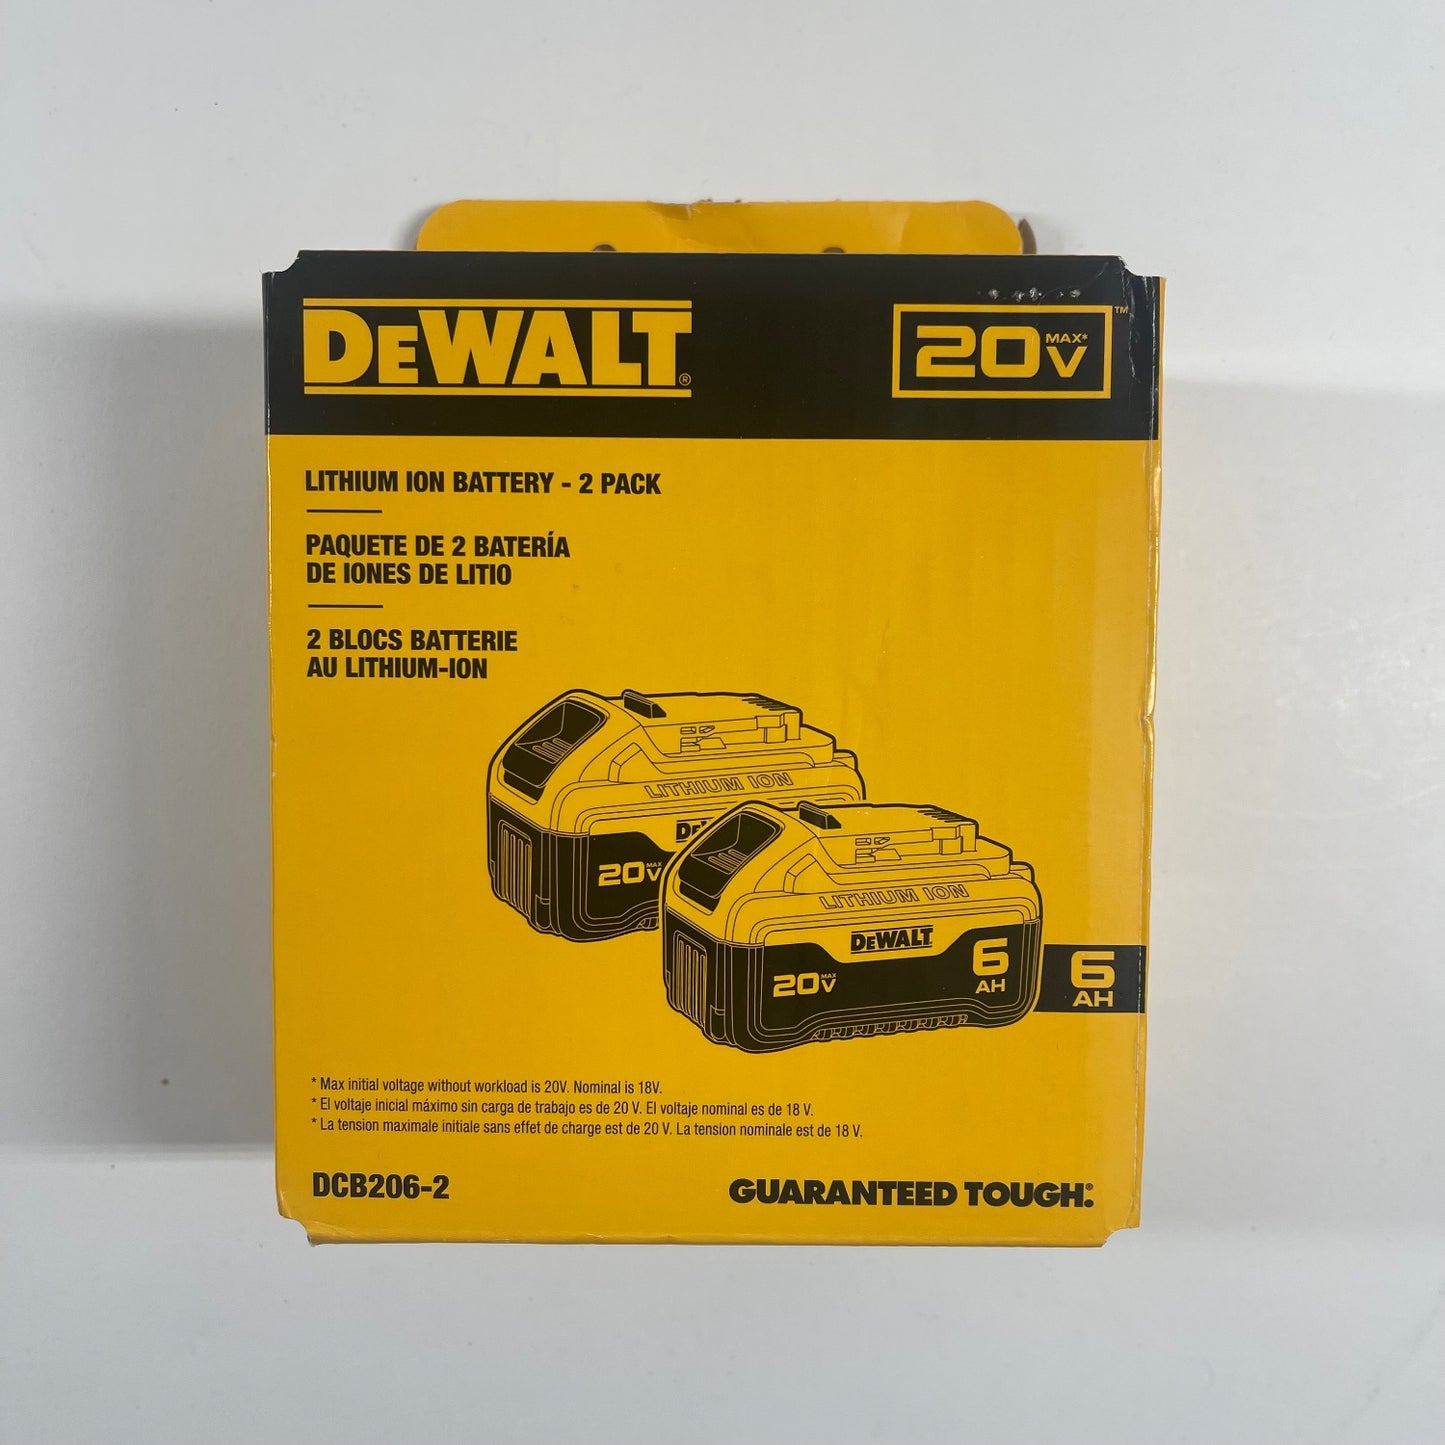 DEWALT®
20V MAX*™
LITHIUM ION BATTERY - 2 PACK
PAQUETE DE 2 BATERÍA
DE IONES DE LITIO
2 BLOCS BATTERIE
AU LITHIUM-ION
LITHIUM ION
20V MAX
LITHIUM ION
DEWALT
20V MAX
6
AH
6
AH
* Max initial voltage without workload is 20V. Nominal is 18V.
* El voltaje inicial máximo sin carga de trabajo es de 20 V. El voltaje nominal es de 18 V.
* La tension maximale initiale sans effet de charge est de 20 V. La tension nominale est de 18 V.
DCB206-2
GUARANTEED TOUGH.®